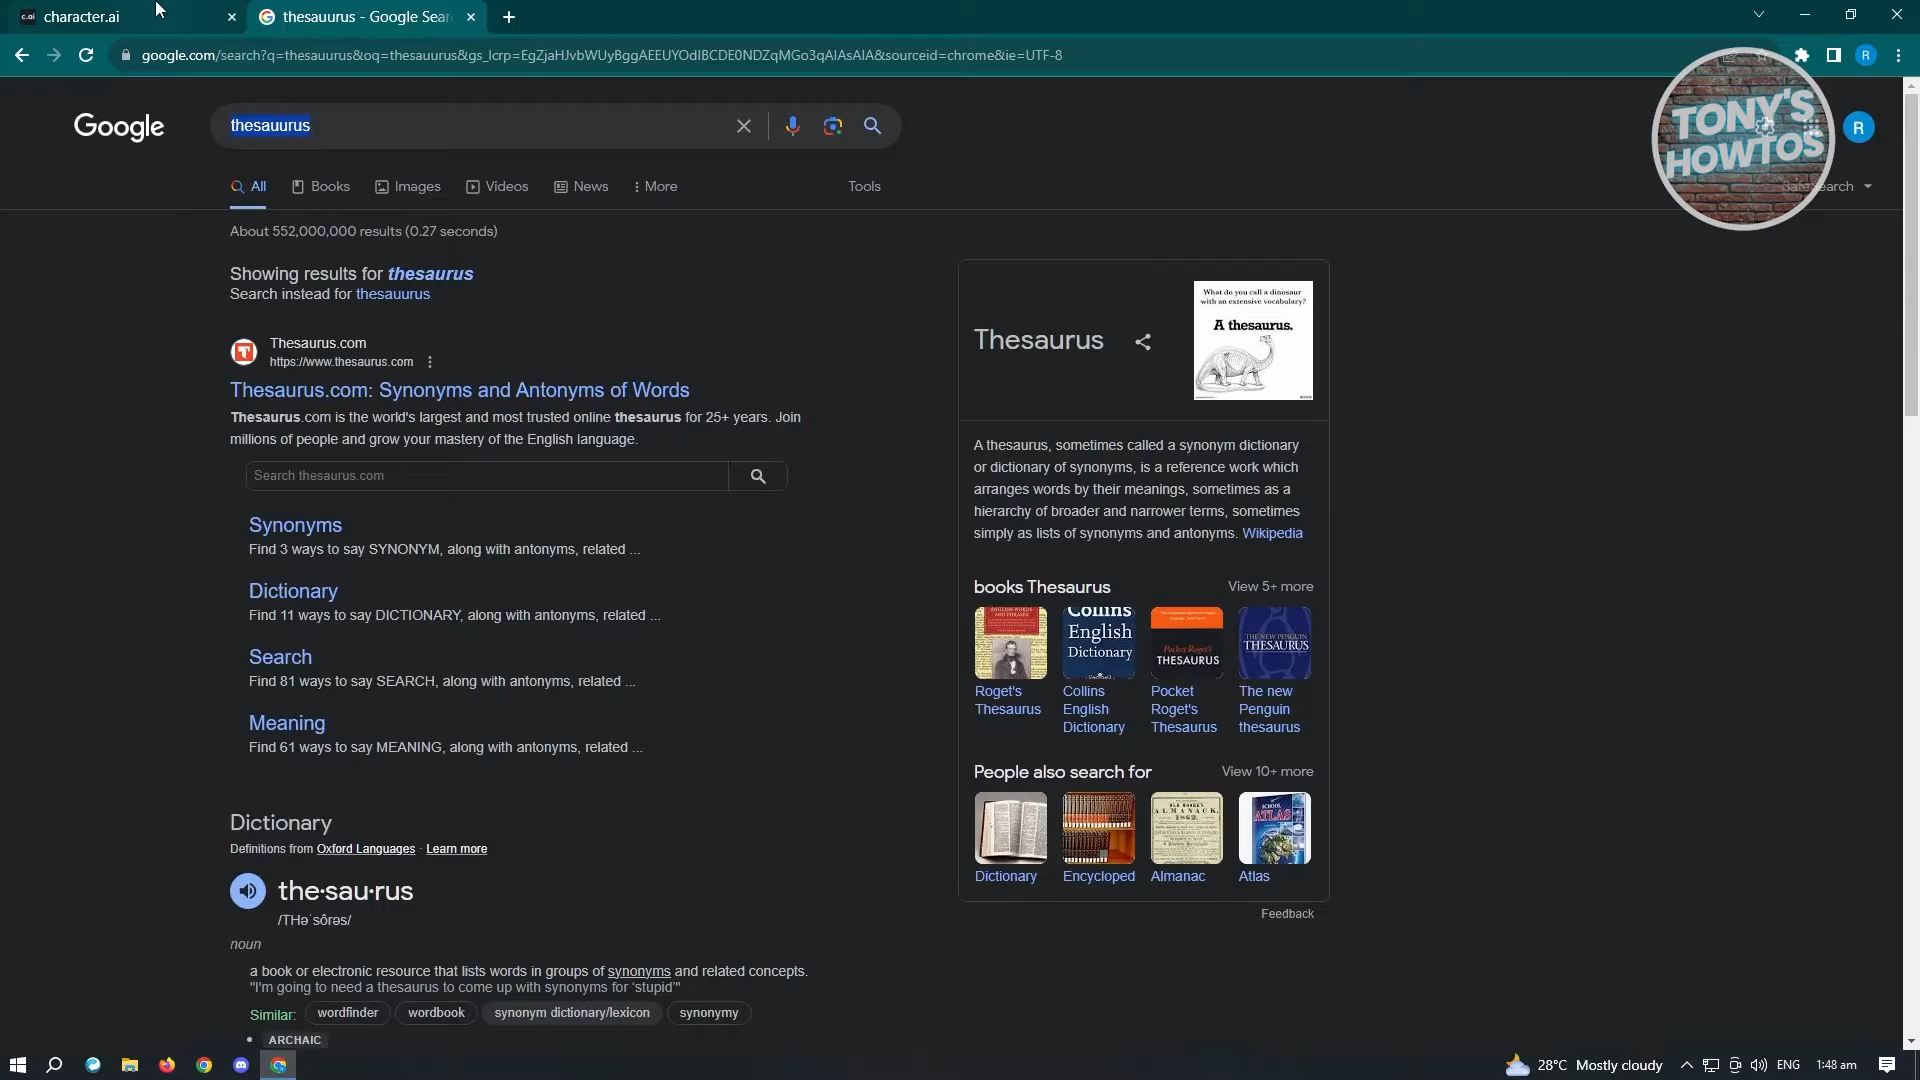 c.ai character.ai
thesauurus - Google Sear
google.com/search?q=thesauurus&oq=thesauurus&gs_lcrp=EgZjaHJvbWUyBggAEEUYOdIBCDE0NDZqMGo3qAIAsAIA&sourceid=chrome&ie=UTF-8
R
Google
thesauurus
TONY'S
HOWTOS
R
All
Books
Images
Videos
News
More
Tools
SafeSearch
About 552,000,000 results (0.27 seconds)
Showing results for thesaurus
Search instead for thesauurus
Thesaurus.com
https://www.thesaurus.com
Thesaurus.com: Synonyms and Antonyms of Words
Thesaurus.com is the world's largest and most trusted online thesaurus for 25+ years. Join
millions of people and grow your mastery of the English language.
Search thesaurus.com
Synonyms
Find 3 ways to say SYNONYM, along with antonyms, related ...
Dictionary
Find 11 ways to say DICTIONARY, along with antonyms, related ...
Search
Find 81 ways to say SEARCH, along with antonyms, related ...
Meaning
Find 61 ways to say MEANING, along with antonyms, related ...
Dictionary
Definitions from Oxford Languages · Learn more
the·sau·rus
/THəˈsôrəs/
noun
a book or electronic resource that lists words in groups of synonyms and related concepts.
"I'm going to need a thesaurus to come up with synonyms for ‘stupid’"
Similar:
wordfinder
wordbook
synonym dictionary/lexicon
synonymy
ARCHAIC
Thesaurus
What do you call a dinosaur
with an extensive vocabulary?
A thesaurus.
A thesaurus, sometimes called a synonym dictionary
or dictionary of synonyms, is a reference work which
arranges words by their meanings, sometimes as a
hierarchy of broader and narrower terms, sometimes
simply as lists of synonyms and antonyms. Wikipedia
books Thesaurus
View 5+ more
ENGLISH WORDS
AND PHRASES
Collins
English
Dictionary
Pocket Roget's
THESAURUS
THE NEW PENGUIN
THESAURUS
Roget's
Thesaurus
Collins
English
Dictionary
Pocket
Roget's
Thesaurus
The new
Penguin
thesaurus
People also search for
View 10+ more
OLD MOORE'S
ALMANACK
1862
SCHOOL
ATLAS
Dictionary
Encycloped
Almanac
Atlas
Feedback
28°C Mostly cloudy
ENG
1:48 am